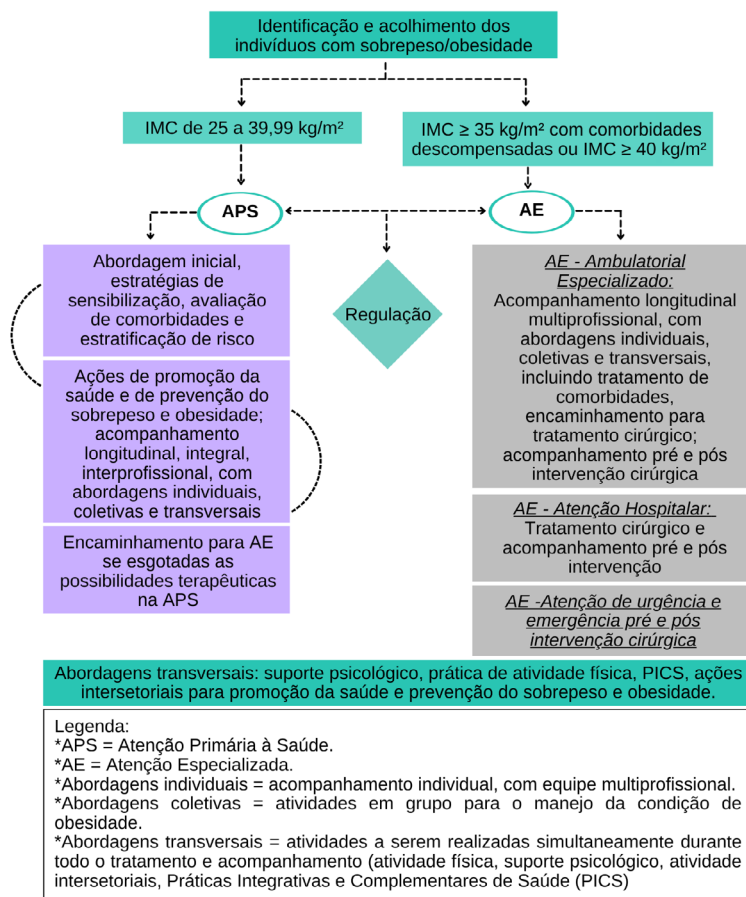 Identificação e acolhimento dos
indivíduos com sobrepeso/obesidade
IMC de 25 a 39,99 kg/m²
IMC ≥ 35 kg/m² com comorbidades
descompensadas ou IMC ≥ 40 kg/m²
APS
AE
Regulação
Abordagem inicial,
estratégias de
sensibilização, avaliação
de comorbidades e
estratificação de risco
Ações de promoção da
saúde e de prevenção do
sobrepeso e obesidade;
acompanhamento
longitudinal, integral,
interprofissional, com
abordagens individuais,
coletivas e transversais
Encaminhamento para AE
se esgotadas as
possibilidades terapêuticas
na APS
AE - Ambulatorial
Especializado:
Acompanhamento longitudinal
multiprofissional, com
abordagens individuais,
coletivas e transversais,
incluindo tratamento de
comorbidades,
encaminhamento para
tratamento cirúrgico;
acompanhamento pré e pós
intervenção cirúrgica
AE - Atenção Hospitalar:
Tratamento cirúrgico e
acompanhamento pré e pós
intervenção
AE -Atenção de urgência e
emergência pré e pós
intervenção cirúrgica
Abordagens transversais: suporte psicológico, prática de atividade física, PICS, ações
intersetoriais para promoção da saúde e prevenção do sobrepeso e obesidade.
Legenda:
*APS = Atenção Primária à Saúde.
*AE = Atenção Especializada.
*Abordagens individuais = acompanhamento individual, com equipe multiprofissional.
*Abordagens coletivas = atividades em grupo para o manejo da condição de
obesidade.
*Abordagens transversais = atividades a serem realizadas simultaneamente durante
todo o tratamento e acompanhamento (atividade física, suporte psicológico, atividade
intersetoriais, Práticas Integrativas e Complementares de Saúde (PICS)